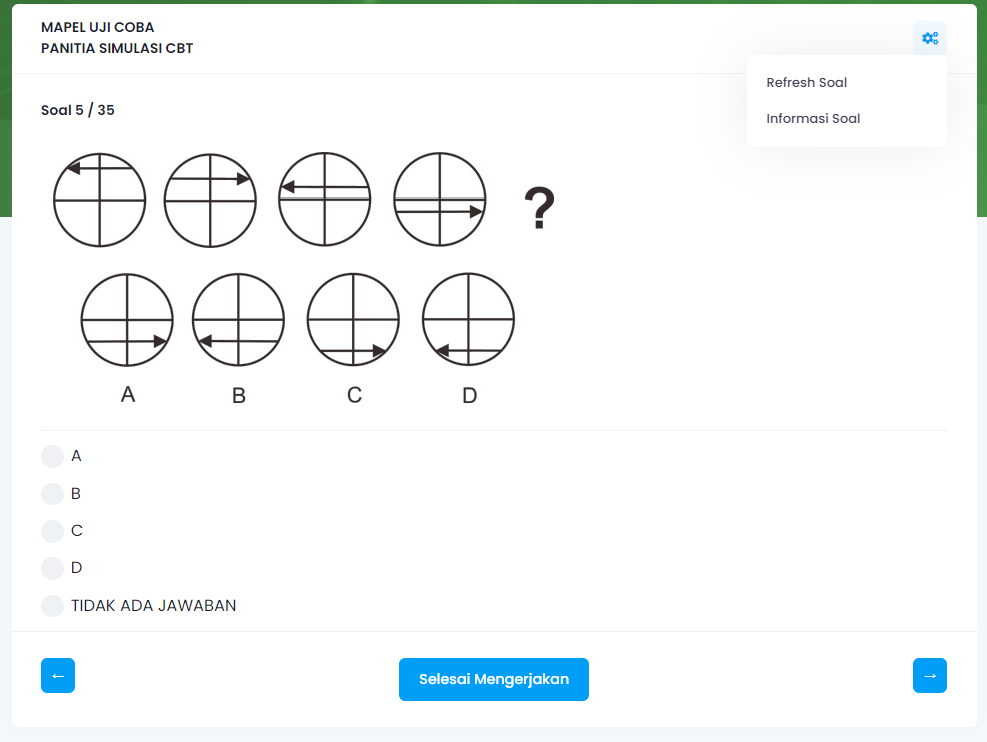 MAPEL UJI COBA
PANITIA SIMULASI CBT
Refresh Soal
Informasi Soal
Soal 5 / 35
?
A B C D
A
B
C
D
TIDAK ADA JAWABAN
← Selesai Mengerjakan →